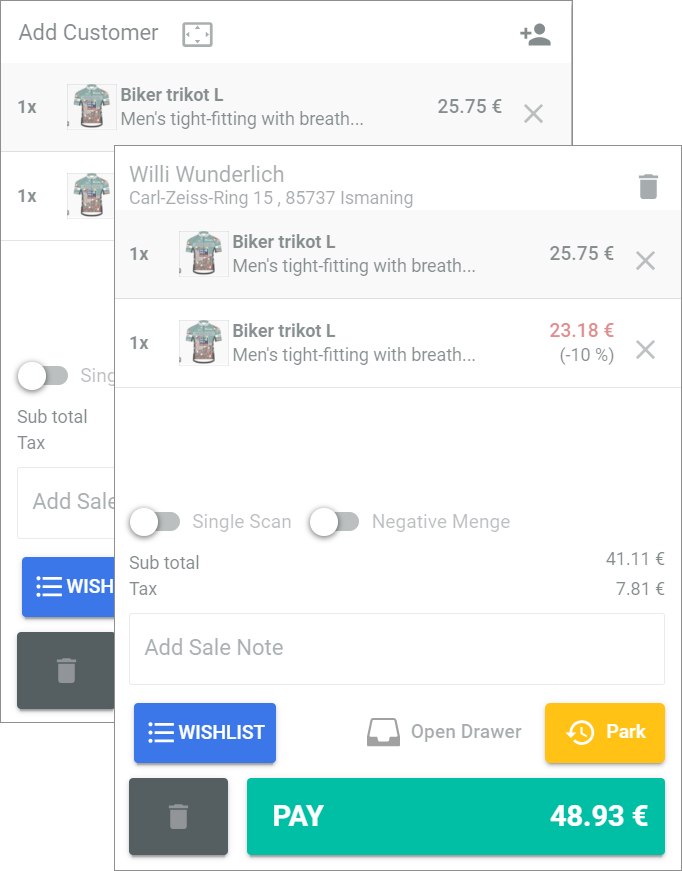 Add Customer
1x
Biker trikot L
Men's tight-fitting with breath...
25.75 €
1x
Sing
Sub total
Tax
Add Sale
WISH
Willi Wunderlich
Carl-Zeiss-Ring 15 , 85737 Ismaning
1x
Biker trikot L
Men's tight-fitting with breath...
25.75 €
1x
Biker trikot L
Men's tight-fitting with breath...
23.18 €
(-10 %)
Single Scan
Negative Menge
Sub total 41.11 €
Tax 7.81 €
Add Sale Note
WISHLIST Open Drawer Park
PAY 48.93 €